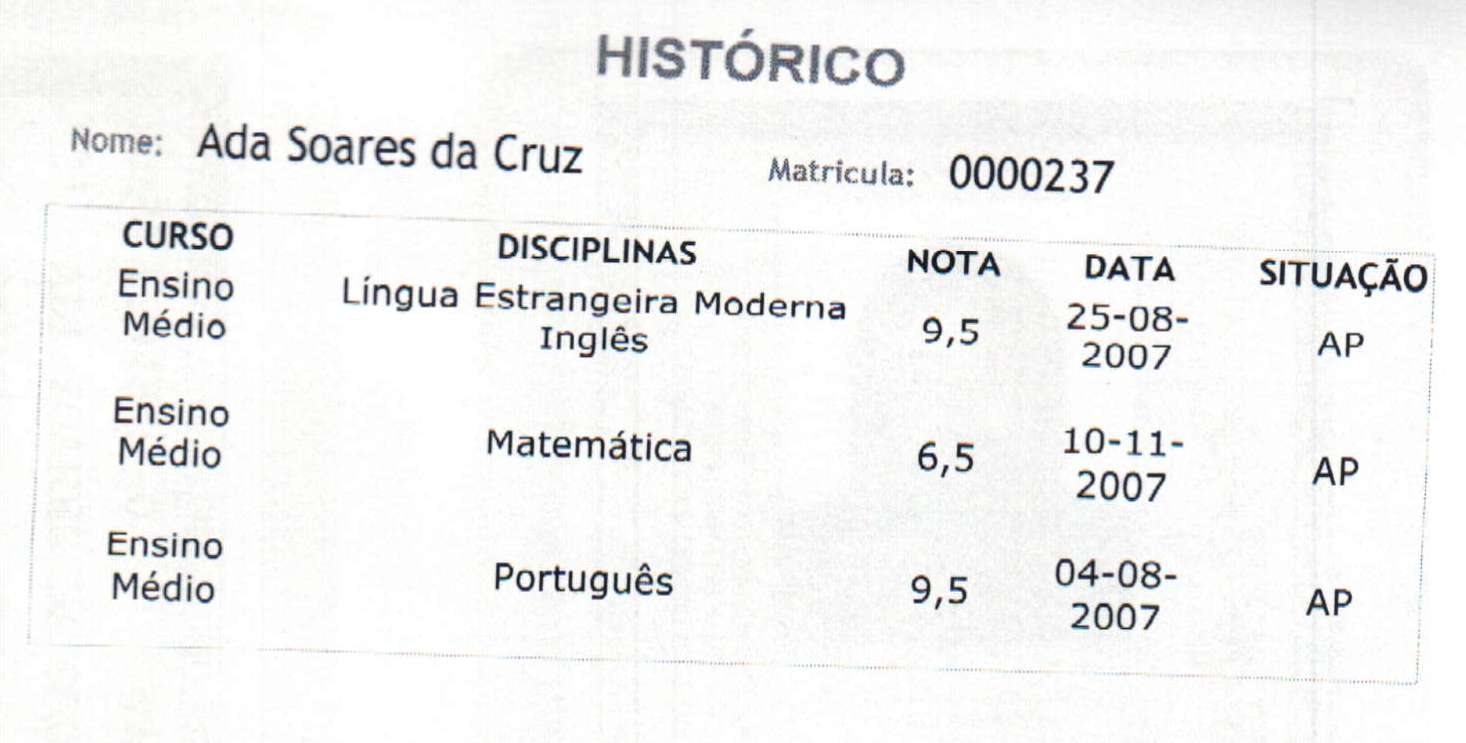 HISTÓRICO
Nome: Ada Soares da Cruz Matricula: 0000237
CURSO DISCIPLINAS NOTA DATA SITUAÇÃO
Ensino Médio Língua Estrangeira Moderna Inglês 9,5 25-08-2007 AP
Ensino Médio Matemática 6,5 10-11-2007 AP
Ensino Médio Português 9,5 04-08-2007 AP